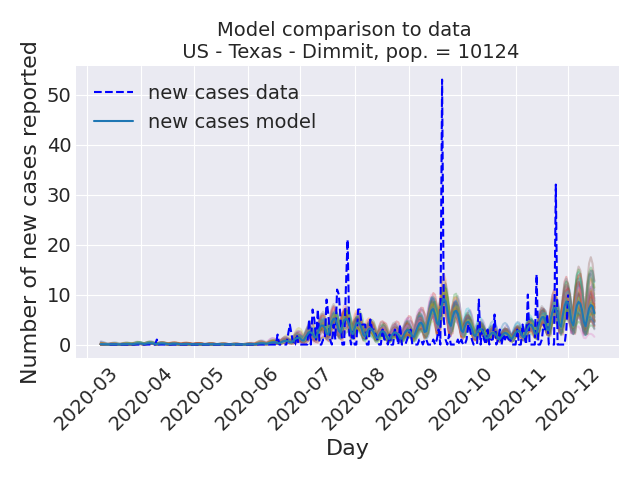 Model comparison to data
US - Texas - Dimmit, pop. = 10124
Number of new cases reported
50
40
30
20
10
0
new cases data
new cases model
2020-03
2020-04
2020-05
2020-06
2020-07
2020-08
2020-09
2020-10
2020-11
2020-12
Day